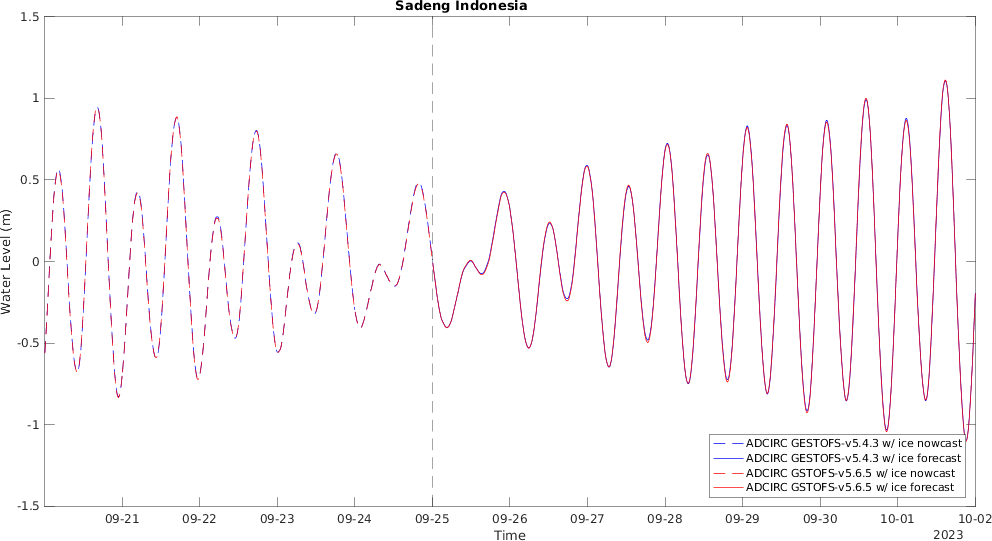 Sadeng Indonesia
1.5
1
0.5
0
-0.5
-1
-1.5
Water Level (m)
ADCIRC GESTOFS-v5.4.3 w/ ice nowcast
ADCIRC GESTOFS-v5.4.3 w/ ice forecast
ADCIRC GSTOFS-v5.6.5 w/ ice nowcast
ADCIRC GSTOFS-v5.6.5 w/ ice forecast
09-21 09-22 09-23 09-24 09-25 09-26 09-27 09-28 09-29 09-30 10-01 10-02
Time
2023